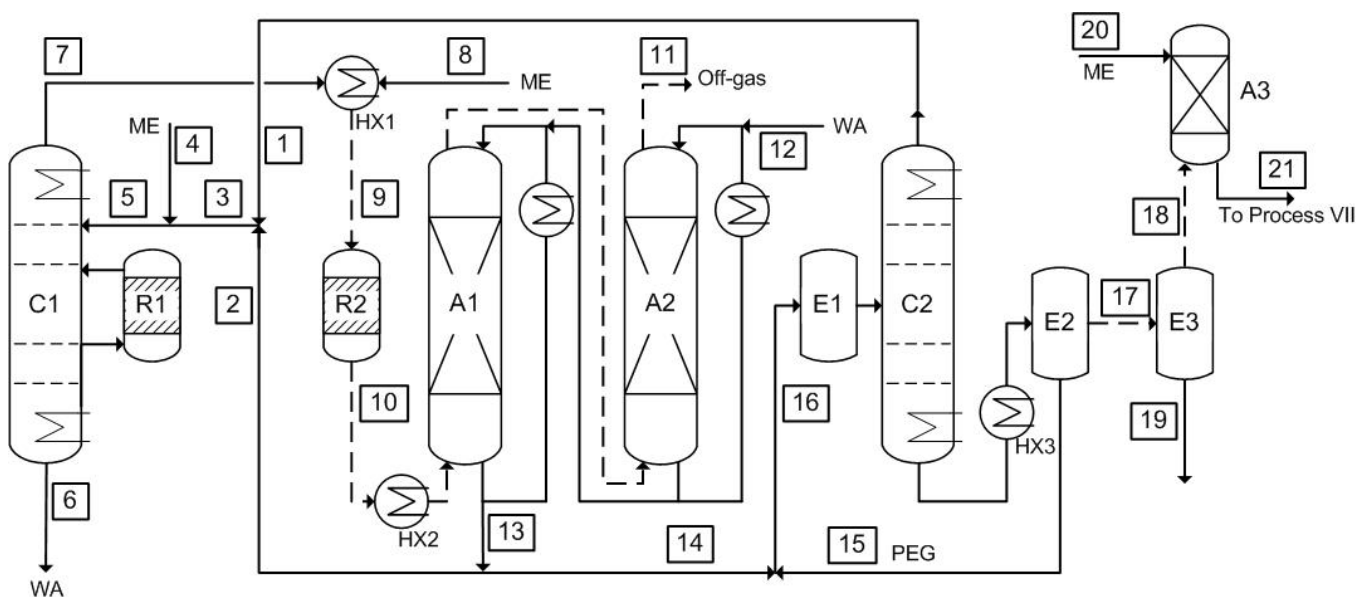 7
8
11
20
ME
Off-gas
ME
A3
HX1
ME
4
1
WA
12
5
3
9
21
18
To Process VII
C1
R1
2
R2
A1
A2
E1
C2
E2
17
E3
10
16
HX3
19
6
HX2
13
14
15
PEG
WA